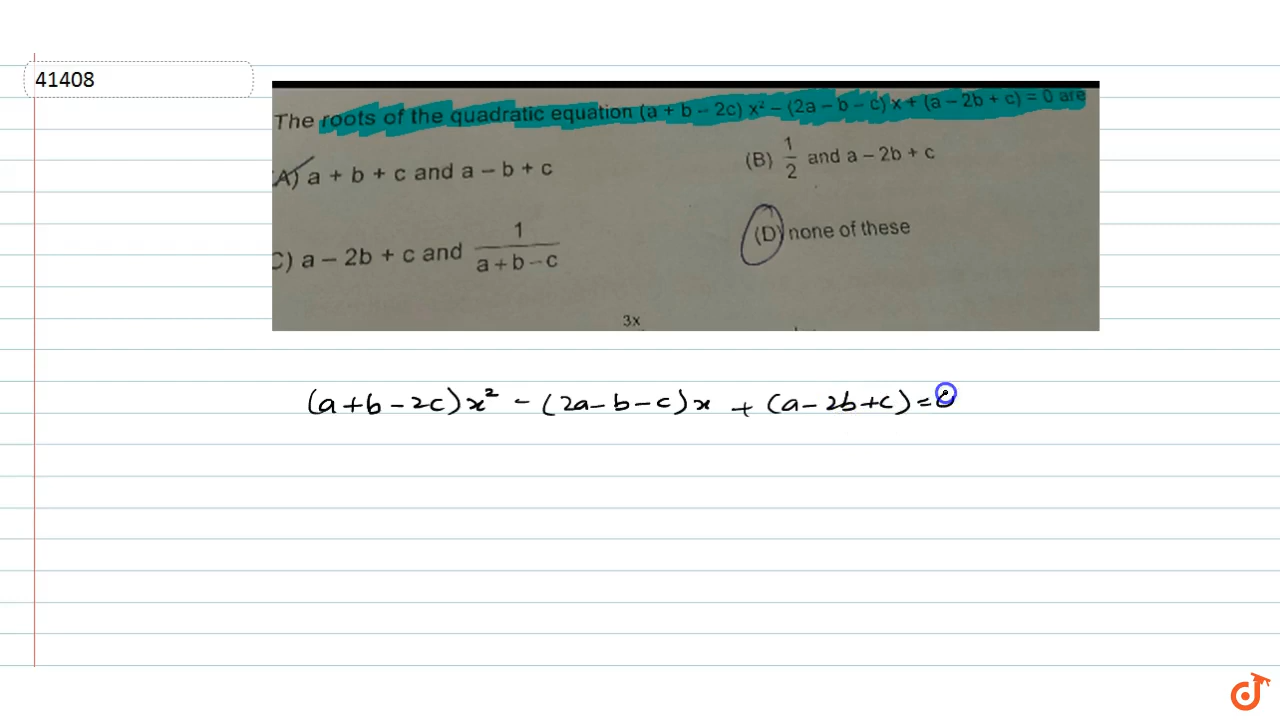 41408
The roots of the quadratic equation (a + b − 2c) x² − (2a − b − c) x + (a − 2b + c) = 0 are
A) a + b + c and a − b + c
(B) 1/2 and a − 2b + c
C) a − 2b + c and 1/(a + b − c)
(D) none of these
3x
(a + b − 2c) x² − (2a − b − c) x + (a − 2b + c) = 0